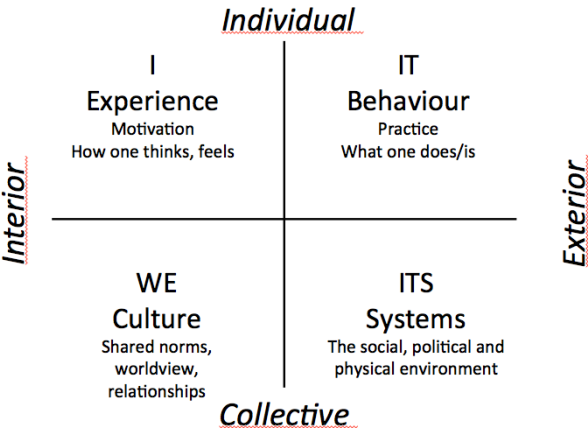 Individual
I
Experience
Motivation
How one thinks, feels
IT
Behaviour
Practice
What one does/is
Interior
Exterior
WE
Culture
Shared norms,
worldview,
relationships
ITS
Systems
The social, political and
physical environment
Collective